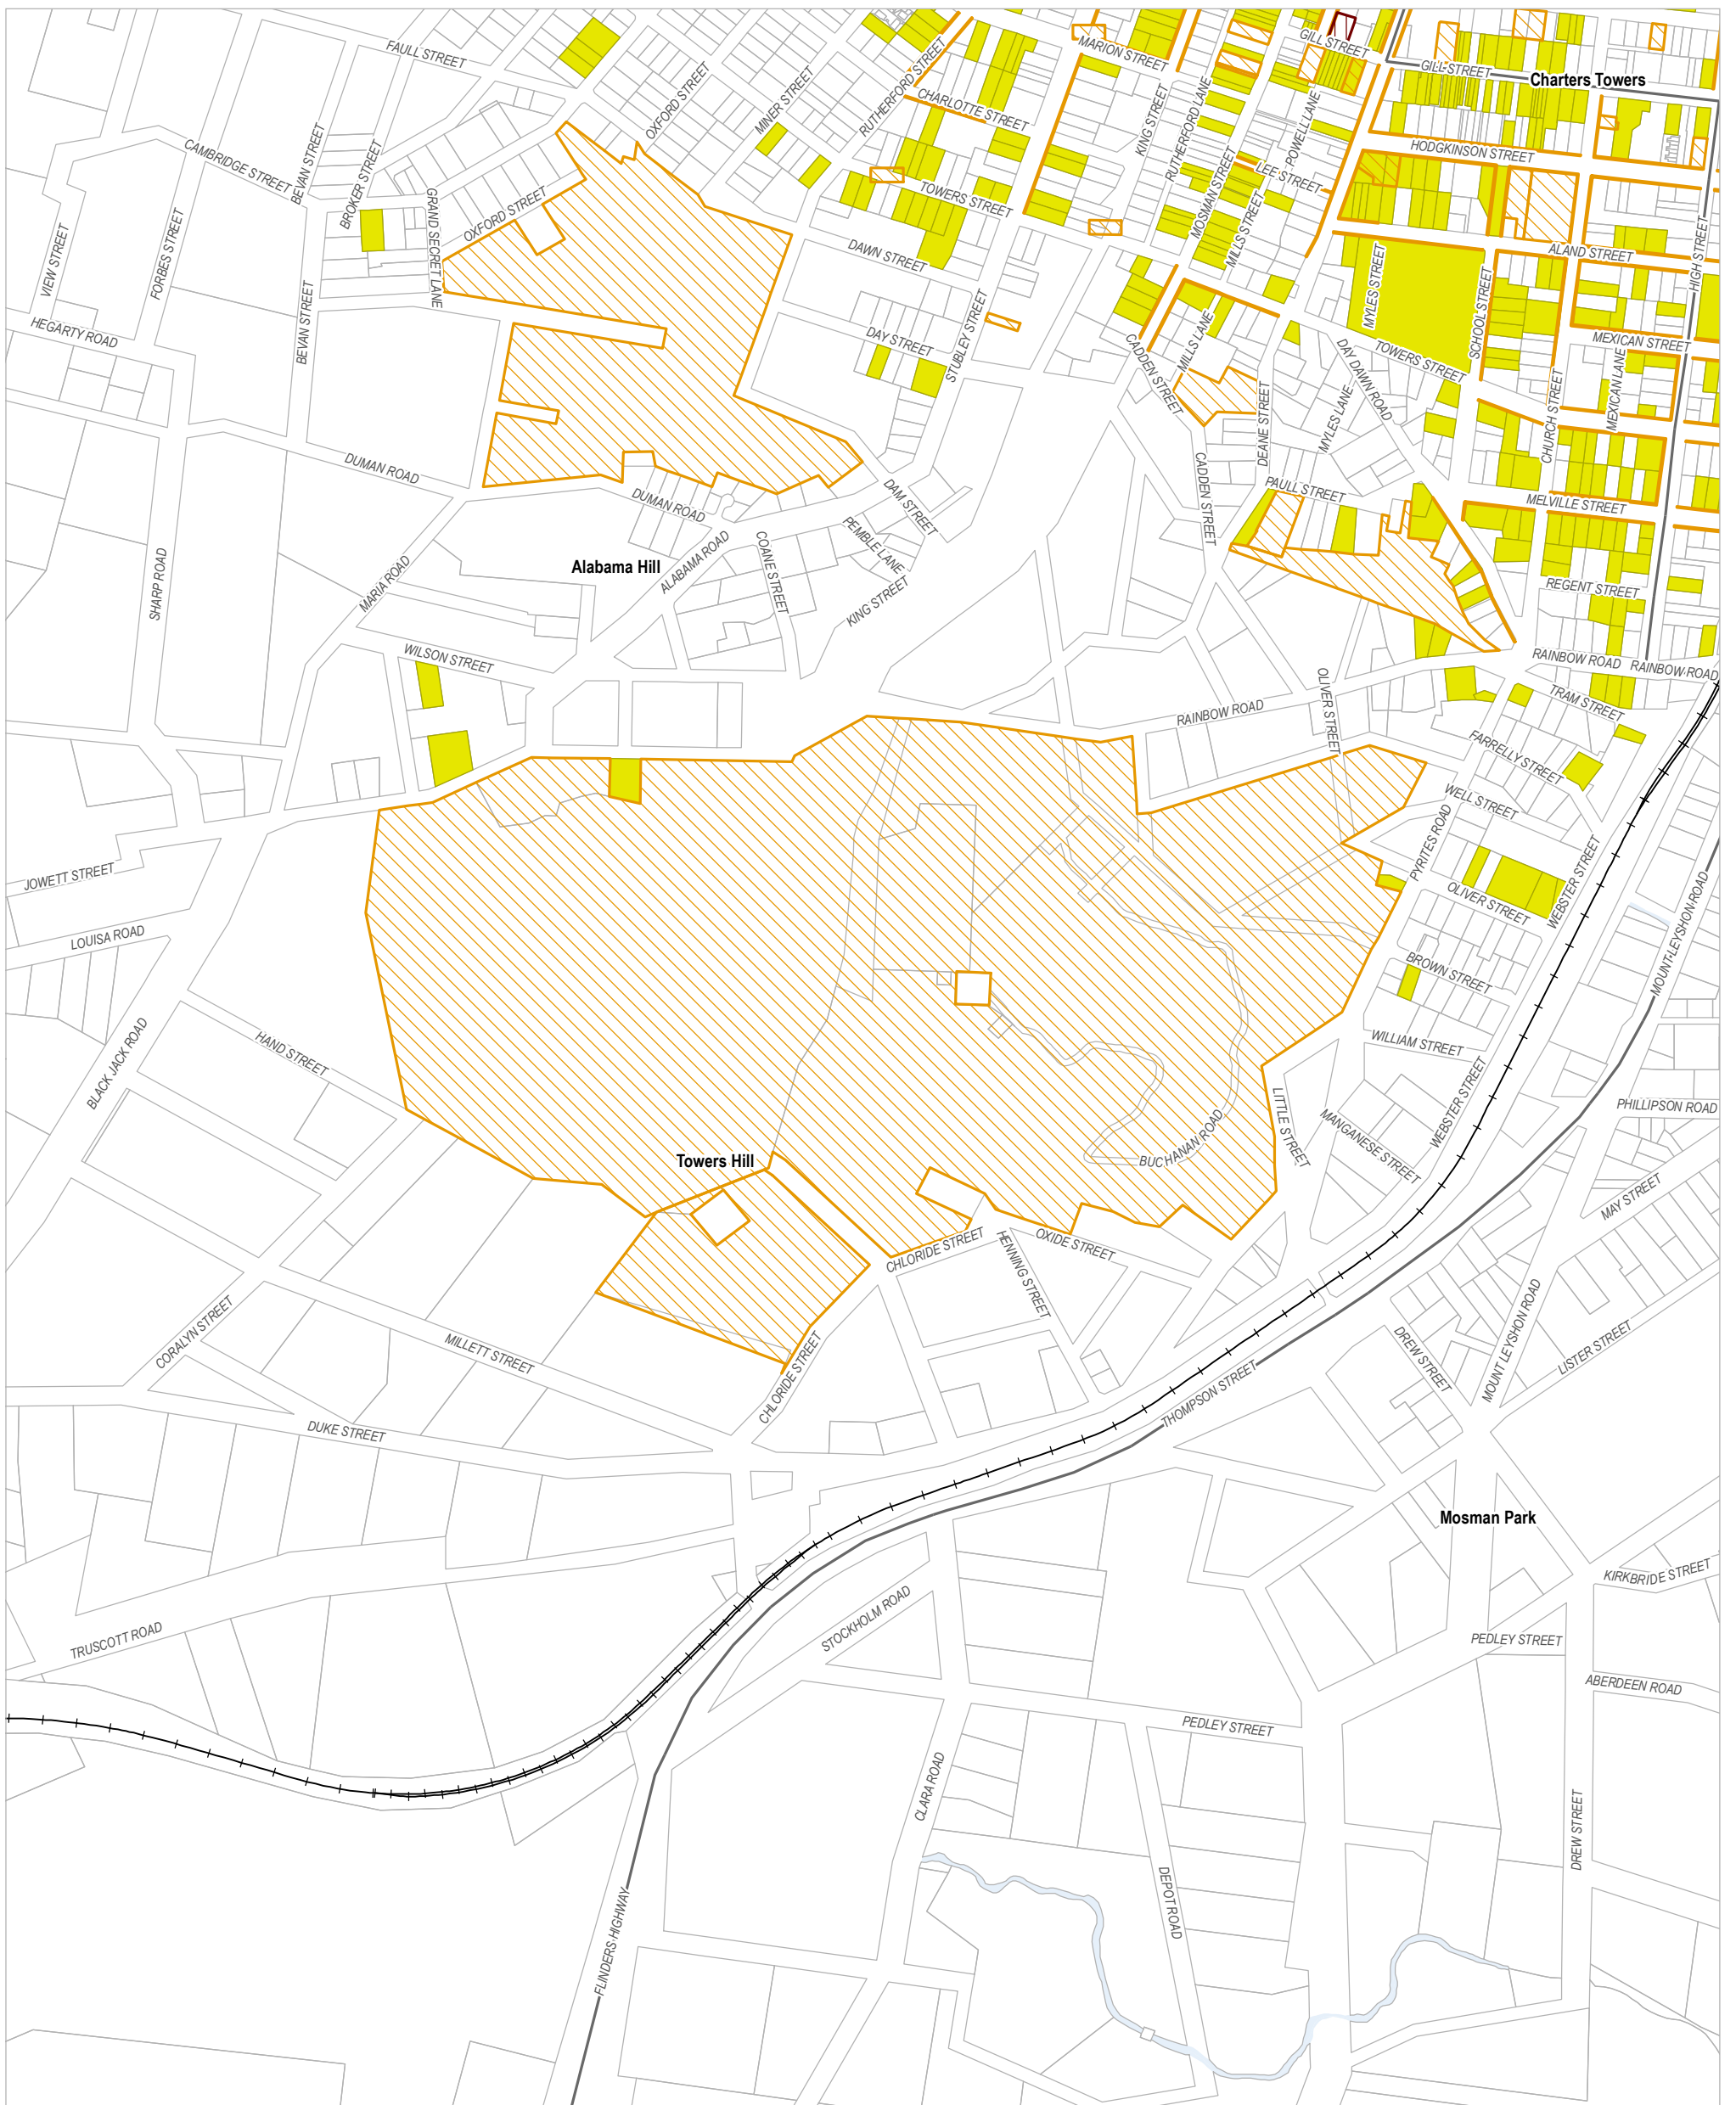 FAULL STREET
OXFORD STREET
MINER STREET
RUTHERFORD STREET
MARION STREET
GILL STREET
GILL STREET
Charters Towers
CHARLOTTE STREET
KING STREET
RUTHERFORD LANE
POWELL LANE
HODGKINSON STREET
CAMBRIDGE STREET
BEVAN STREET
BROKER STREET
GRAND SECRET LANE
OXFORD STREET
TOWERS STREET
MOSMAN STREET
LEE STREET
MILLS STREET
VIEW STREET
FORBES STREET
DAWN STREET
ALAND STREET
HIGH STREET
MYLES STREET
SCHOOL STREET
HEGARTY ROAD
BEVAN STREET
DAY STREET
STUBLEY STREET
CADDEN STREET
MILLS LANE
DAY DAWN ROAD
TOWERS STREET
MEXICAN STREET
MEXICAN LANE
CHURCH STREET
DEANE STREET
MYLES LANE
DUMAN ROAD
DUMAN ROAD
CADDEN STREET
PAULL STREET
MELVILLE STREET
DAM STREET
PEMBLE LANE
SHARP ROAD
MARIA ROAD
Alabama Hill
ALABAMA ROAD
COANE STREET
KING STREET
REGENT STREET
WILSON STREET
RAINBOW ROAD
RAINBOW ROAD
RAINBOW ROAD
OLIVER STREET
TRAM STREET
FARRELLY STREET
WELL STREET
PYRITES ROAD
JOWETT STREET
OLIVER STREET
WEBSTER STREET
MOUNT LEYSHON ROAD
LOUISA ROAD
BROWN STREET
BLACK JACK ROAD
HAND STREET
WILLIAM STREET
LITTLE STREET
MANGANESE STREET
WEBSTER STREET
PHILLIPSON ROAD
BUCHANAN ROAD
Towers Hill
MAY STREET
CHLORIDE STREET
HENNING STREET
OXIDE STREET
CORALYN STREET
MILLETT STREET
CHLORIDE STREET
THOMPSON STREET
DREW STREET
MOUNT LEYSHON ROAD
LISTER STREET
DUKE STREET
Mosman Park
KIRKBRIDE STREET
STOCKHOLM ROAD
TRUSCOTT ROAD
PEDLEY STREET
ABERDEEN ROAD
PEDLEY STREET
CLARA ROAD
DREW STREET
DEPOT ROAD
FLINDERS HIGHWAY